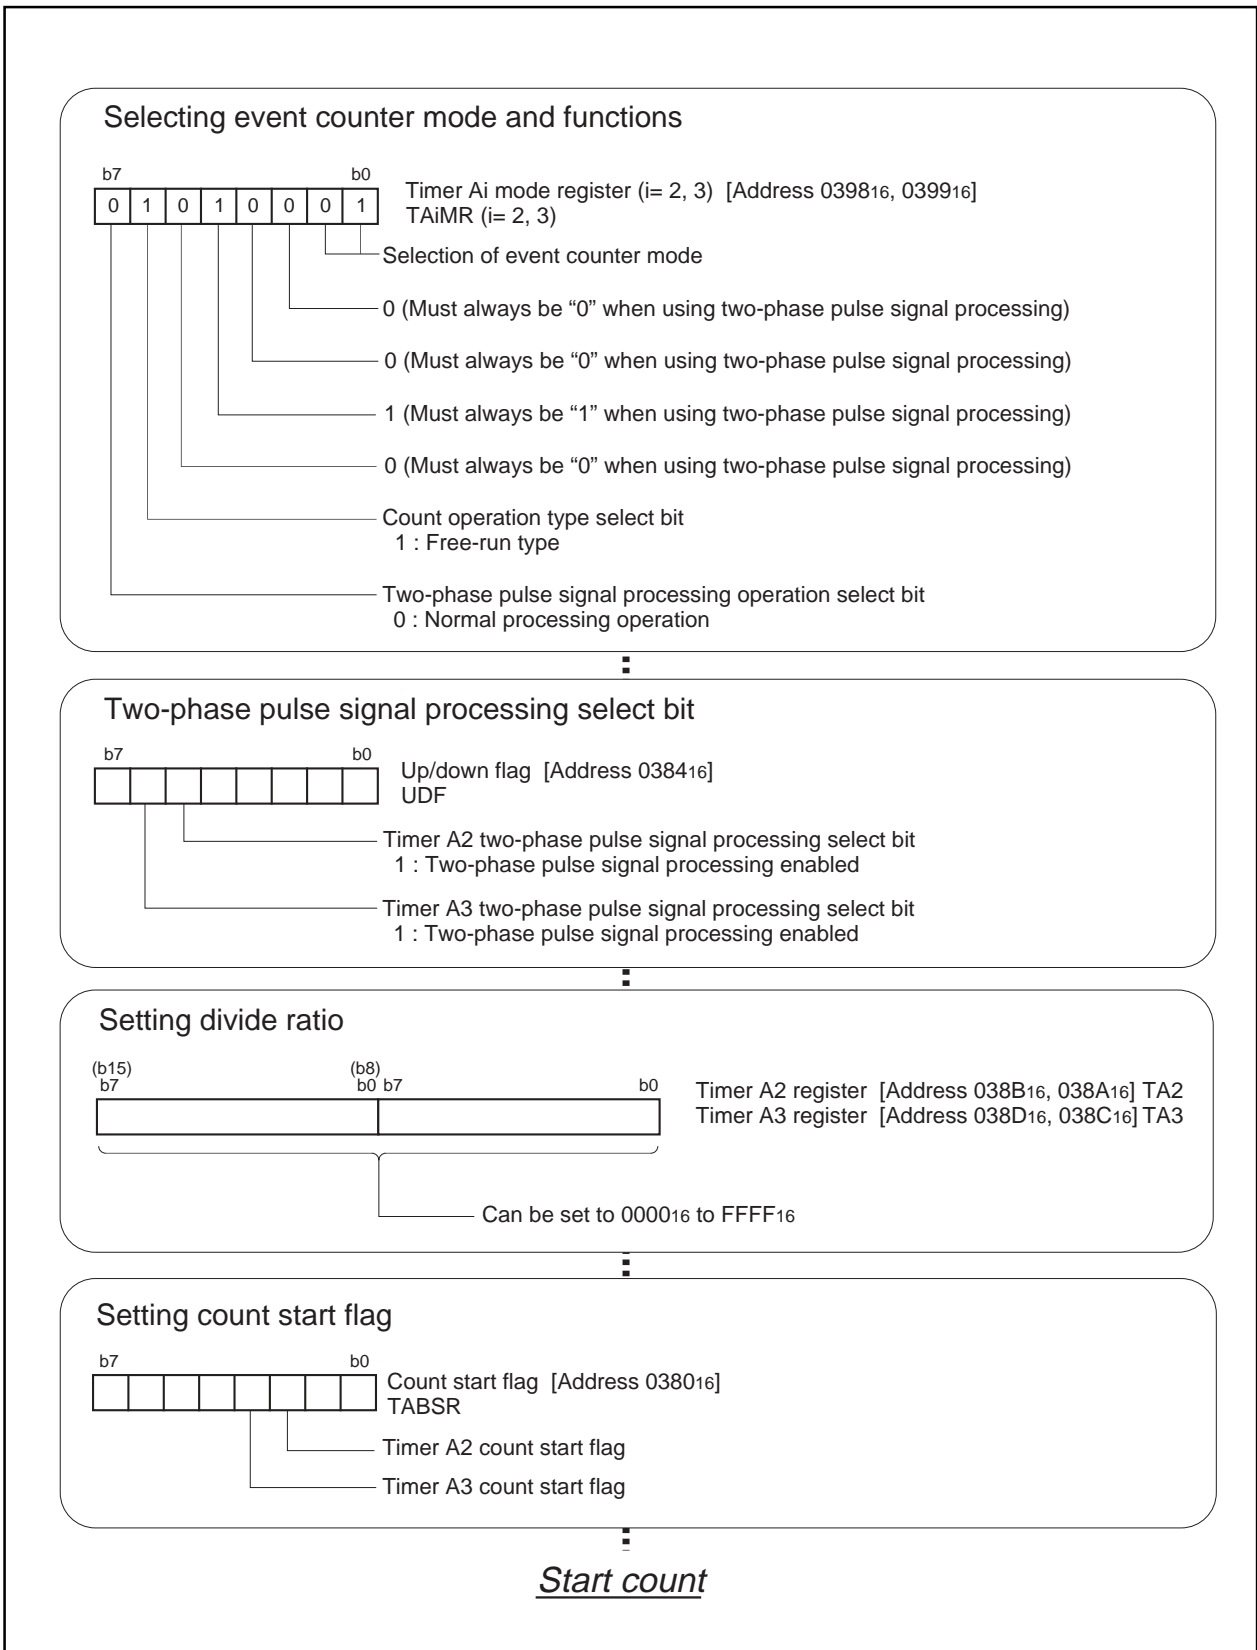 Selecting event counter mode and functions
b7 b0
0 1 0 1 0 0 0 1
Timer Ai mode register (i= 2, 3) [Address 039816, 039916]
TAiMR (i= 2, 3)
Selection of event counter mode
0 (Must always be “0” when using two-phase pulse signal processing)
0 (Must always be “0” when using two-phase pulse signal processing)
1 (Must always be “1” when using two-phase pulse signal processing)
0 (Must always be “0” when using two-phase pulse signal processing)
Count operation type select bit
1 : Free-run type
Two-phase pulse signal processing operation select bit
0 : Normal processing operation
Two-phase pulse signal processing select bit
b7 b0
Up/down flag [Address 038416]
UDF
Timer A2 two-phase pulse signal processing select bit
1 : Two-phase pulse signal processing enabled
Timer A3 two-phase pulse signal processing select bit
1 : Two-phase pulse signal processing enabled
Setting divide ratio
(b15) (b8)
b7 b0 b7 b0
Timer A2 register [Address 038B16, 038A16] TA2
Timer A3 register [Address 038D16, 038C16] TA3
Can be set to 000016 to FFFF16
Setting count start flag
b7 b0
Count start flag [Address 038016]
TABSR
Timer A2 count start flag
Timer A3 count start flag
Start count